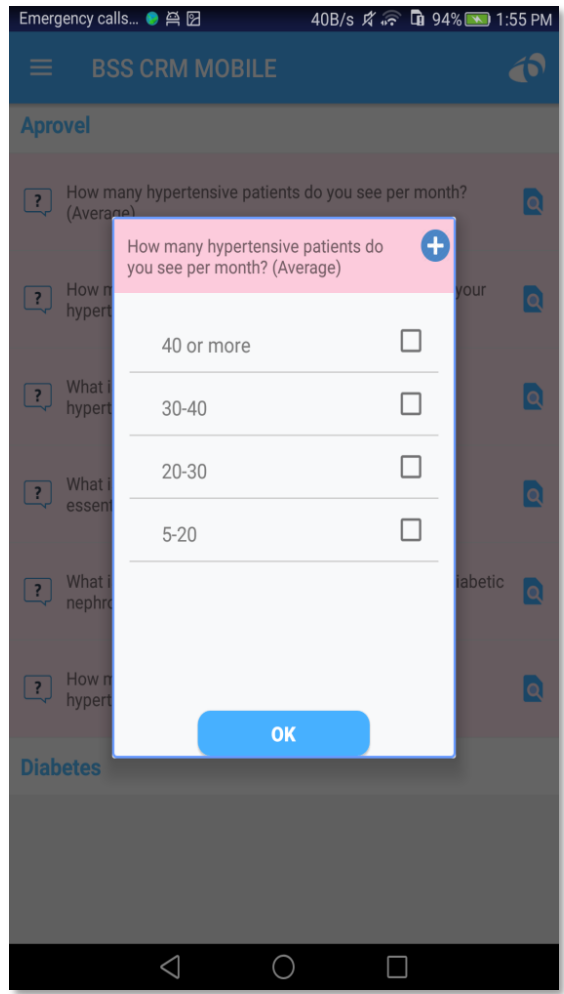 Emergency calls... 40B/s 94% 1:55 PM
BSS CRM MOBILE
Aprovel
? How many hypertensive patients do you see per month?
(Average)
How many hypertensive patients do
you see per month? (Average)
? How m your
hypert
40 or more
? What i
hypert
30-40
20-30
? What i
essent
5-20
? What i iabetic
nephro
? How m
hypert
OK
Diabetes